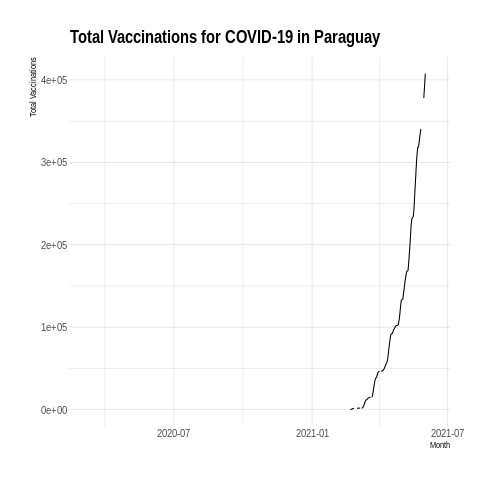 Total Vaccinations for COVID-19 in Paraguay
Total Vaccinations
4e+05
3e+05
2e+05
1e+05
0e+00
2020-07 2021-01 2021-07
Month